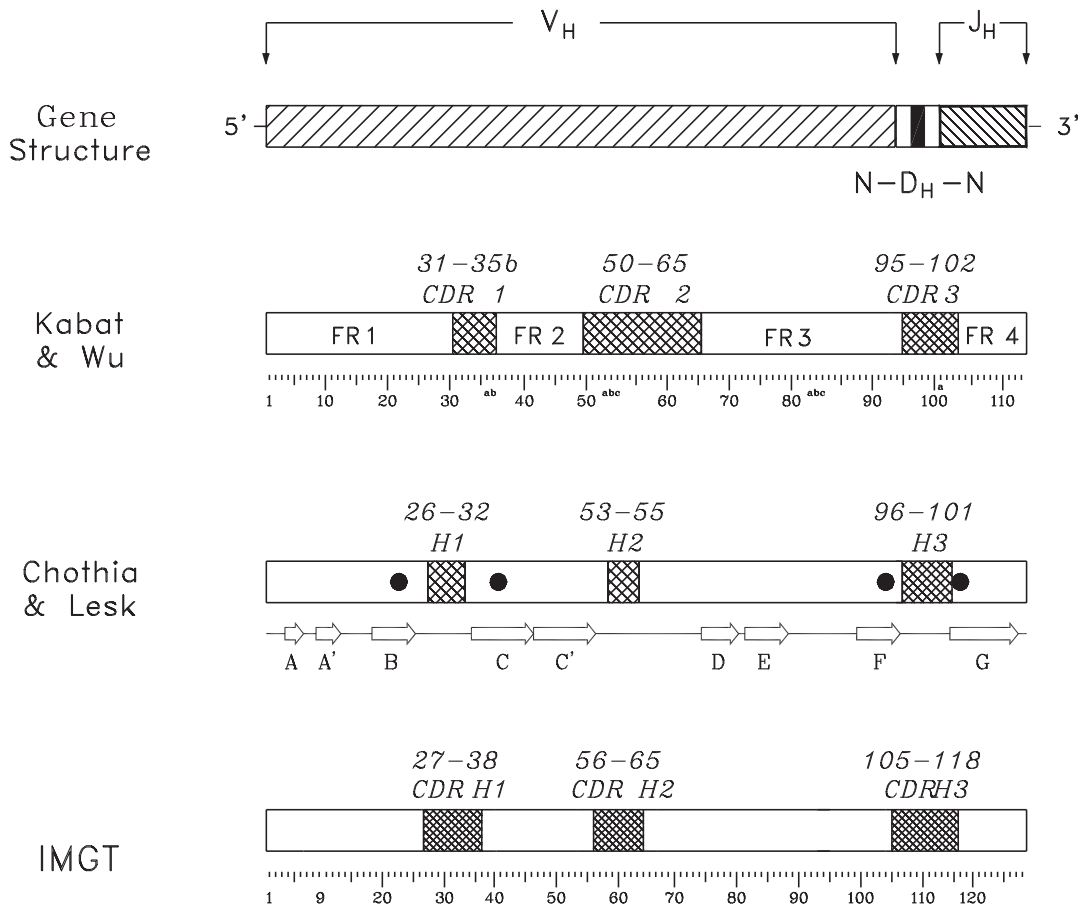 V_H J_H
Gene
Structure
5' 3'
N-D_H-N
Kabat
& Wu
31-35b 50-65 95-102
CDR 1 CDR 2 CDR 3
FR 1 FR 2 FR 3 FR 4
1 10 20 30 ab 40 50 abc 60 70 80 abc 90 100 a 110
Chothia
& Lesk
26-32 53-55 96-101
H1 H2 H3
A A' B C C' D E F G
IMGT
27-38 56-65 105-118
CDR H1 CDR H2 CDRH3
1 9 20 30 40 50 60 70 80 90 100 110 120